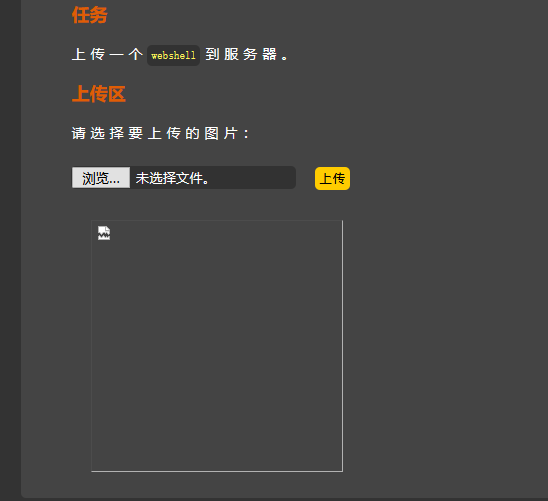 任务
上传一个 webshell 到服务器。
上传区
请选择要上传的图片：
浏览... 未选择文件。 上传